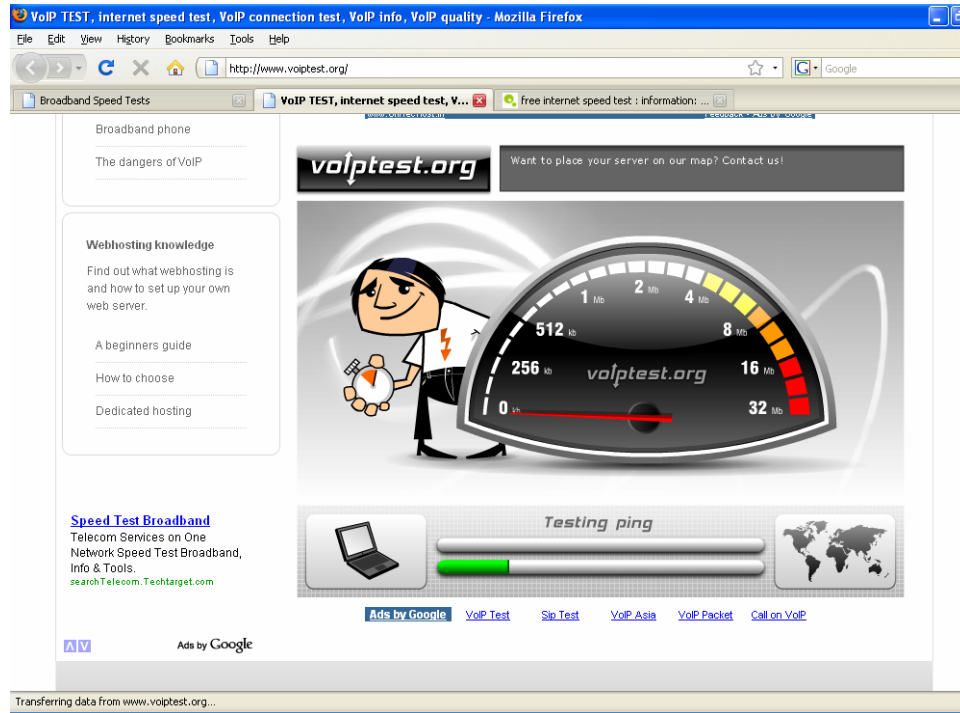 VoIP TEST, internet speed test, VoIP connection test, VoIP info, VoIP quality - Mozilla Firefox
File Edit View History Bookmarks Tools Help
http://www.voiptest.org/
G Google
Broadband Speed Tests
VoIP TEST, internet speed test, V...
free internet speed test : information: ...
Broadband phone
The dangers of VoIP
Webhosting knowledge
Find out what webhosting is
and how to set up your own
web server.
A beginners guide
How to choose
Dedicated hosting
Speed Test Broadband
Telecom Services on One
Network Speed Test Broadband,
Info & Tools.
searchTelecom.Techtarget.com
Ads by Google
Feedback - Ads by Google
voiptest.org
Want to place your server on our map? Contact us!
0 kb
256 kb
512 kb
1 Mb
2 Mb
4 Mb
8 Mb
16 Mb
32 Mb
voiptest.org
Testing ping
Ads by Google VoIP Test Sip Test VoIP Asia VoIP Packet Call on VoIP
Transferring data from www.voiptest.org...